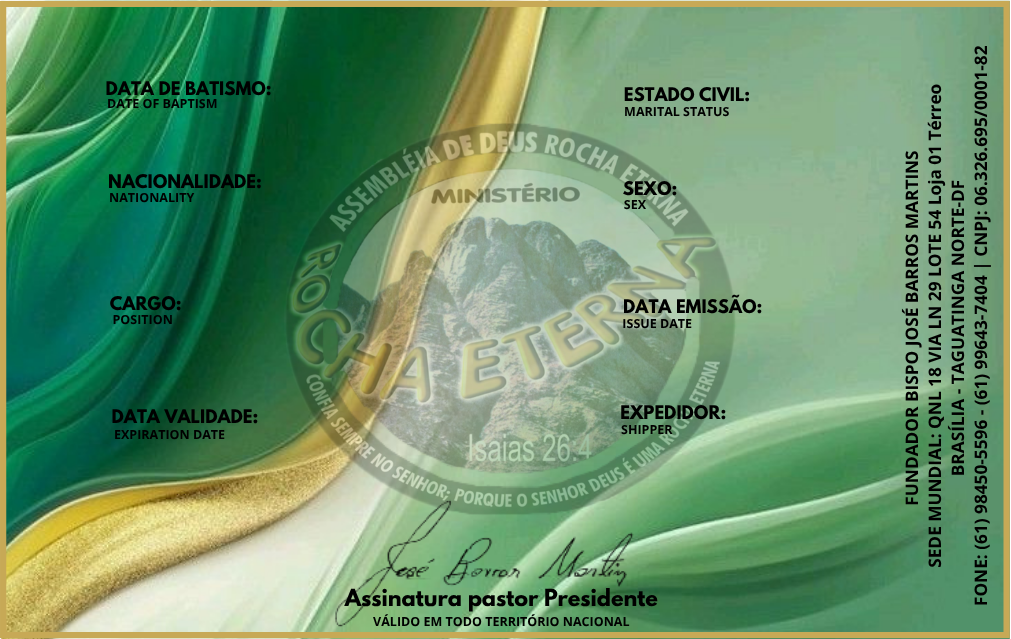 DATA DE BATISMO:
DATE OF BAPTISM
NACIONALIDADE:
NATIONALITY
CARGO:
POSITION
DATA VALIDADE:
EXPIRATION DATE
ASSEMBLÉIA DE DEUS ROCHA ETERNA
MINISTÉRIO
ROCHA ETERNA
Isaias 26.4
CONFIA SEMPRE NO SENHOR; PORQUE O SENHOR DEUS É UMA ROCHA ETERNA
ESTADO CIVIL:
MARITAL STATUS
SEXO:
SEX
DATA EMISSÃO:
ISSUE DATE
EXPEDIDOR:
SHIPPER
José Barros Martins
Assinatura pastor Presidente
VÁLIDO EM TODO TERRITÓRIO NACIONAL
FUNDADOR BISPO JOSÉ BARROS MARTINS
SEDE MUNDIAL: QNL 18 VIA LN 29 LOTE 54 Loja 01 Térreo
BRASÍLIA - TAGUATINGA NORTE-DF
FONE: (61) 98450-5596 - (61) 99643-7404 | CNPJ: 06.326.695/0001-82